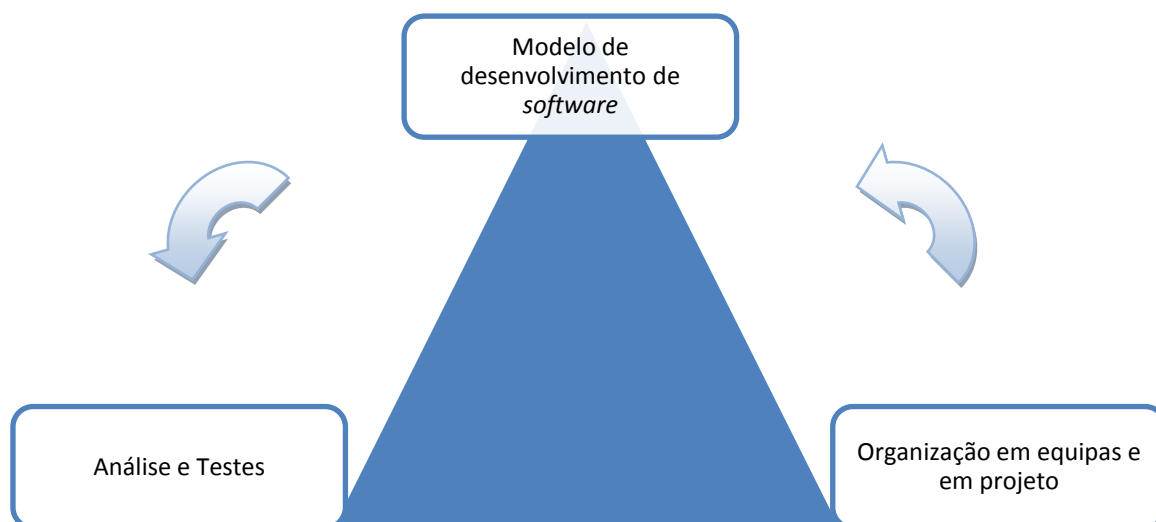 Modelo de
desenvolvimento de
software
Análise e Testes
Organização em equipas e
em projeto